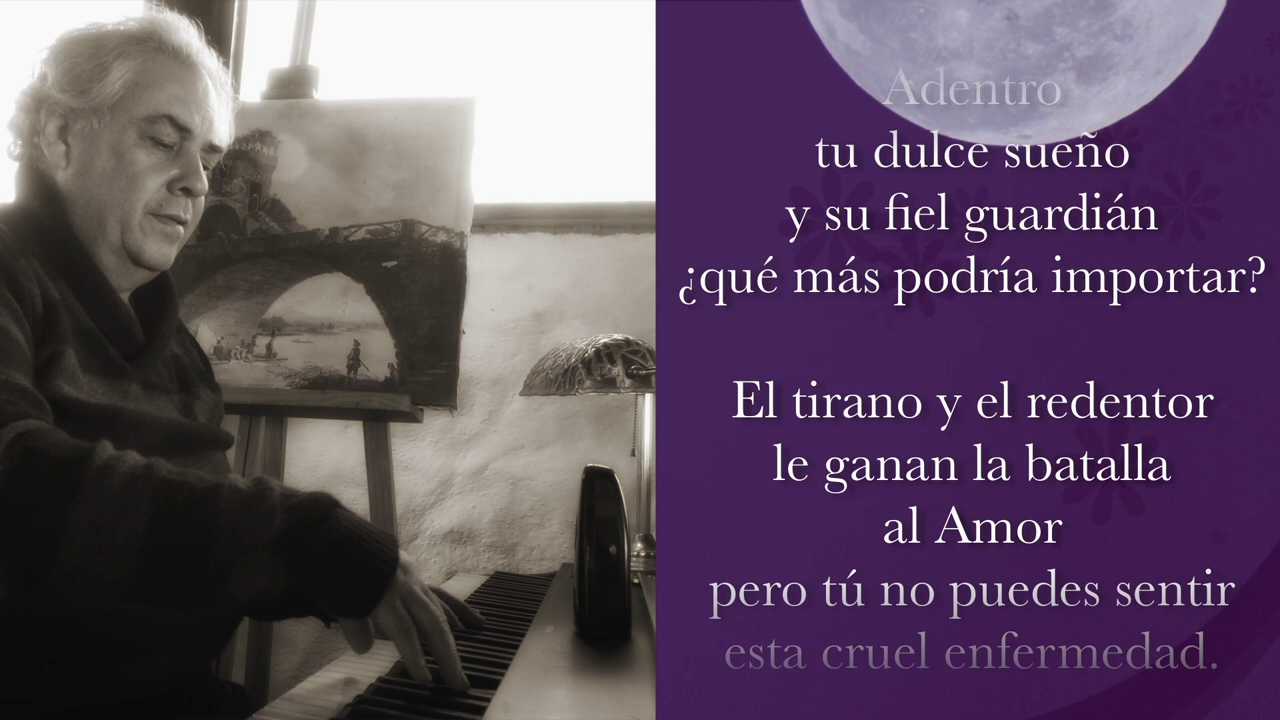 Adentro
tu dulce sueño
y su fiel guardián
¿qué más podría importar?
El tirano y el redentor
le ganan la batalla
al Amor
pero tú no puedes sentir
esta cruel enfermedad.